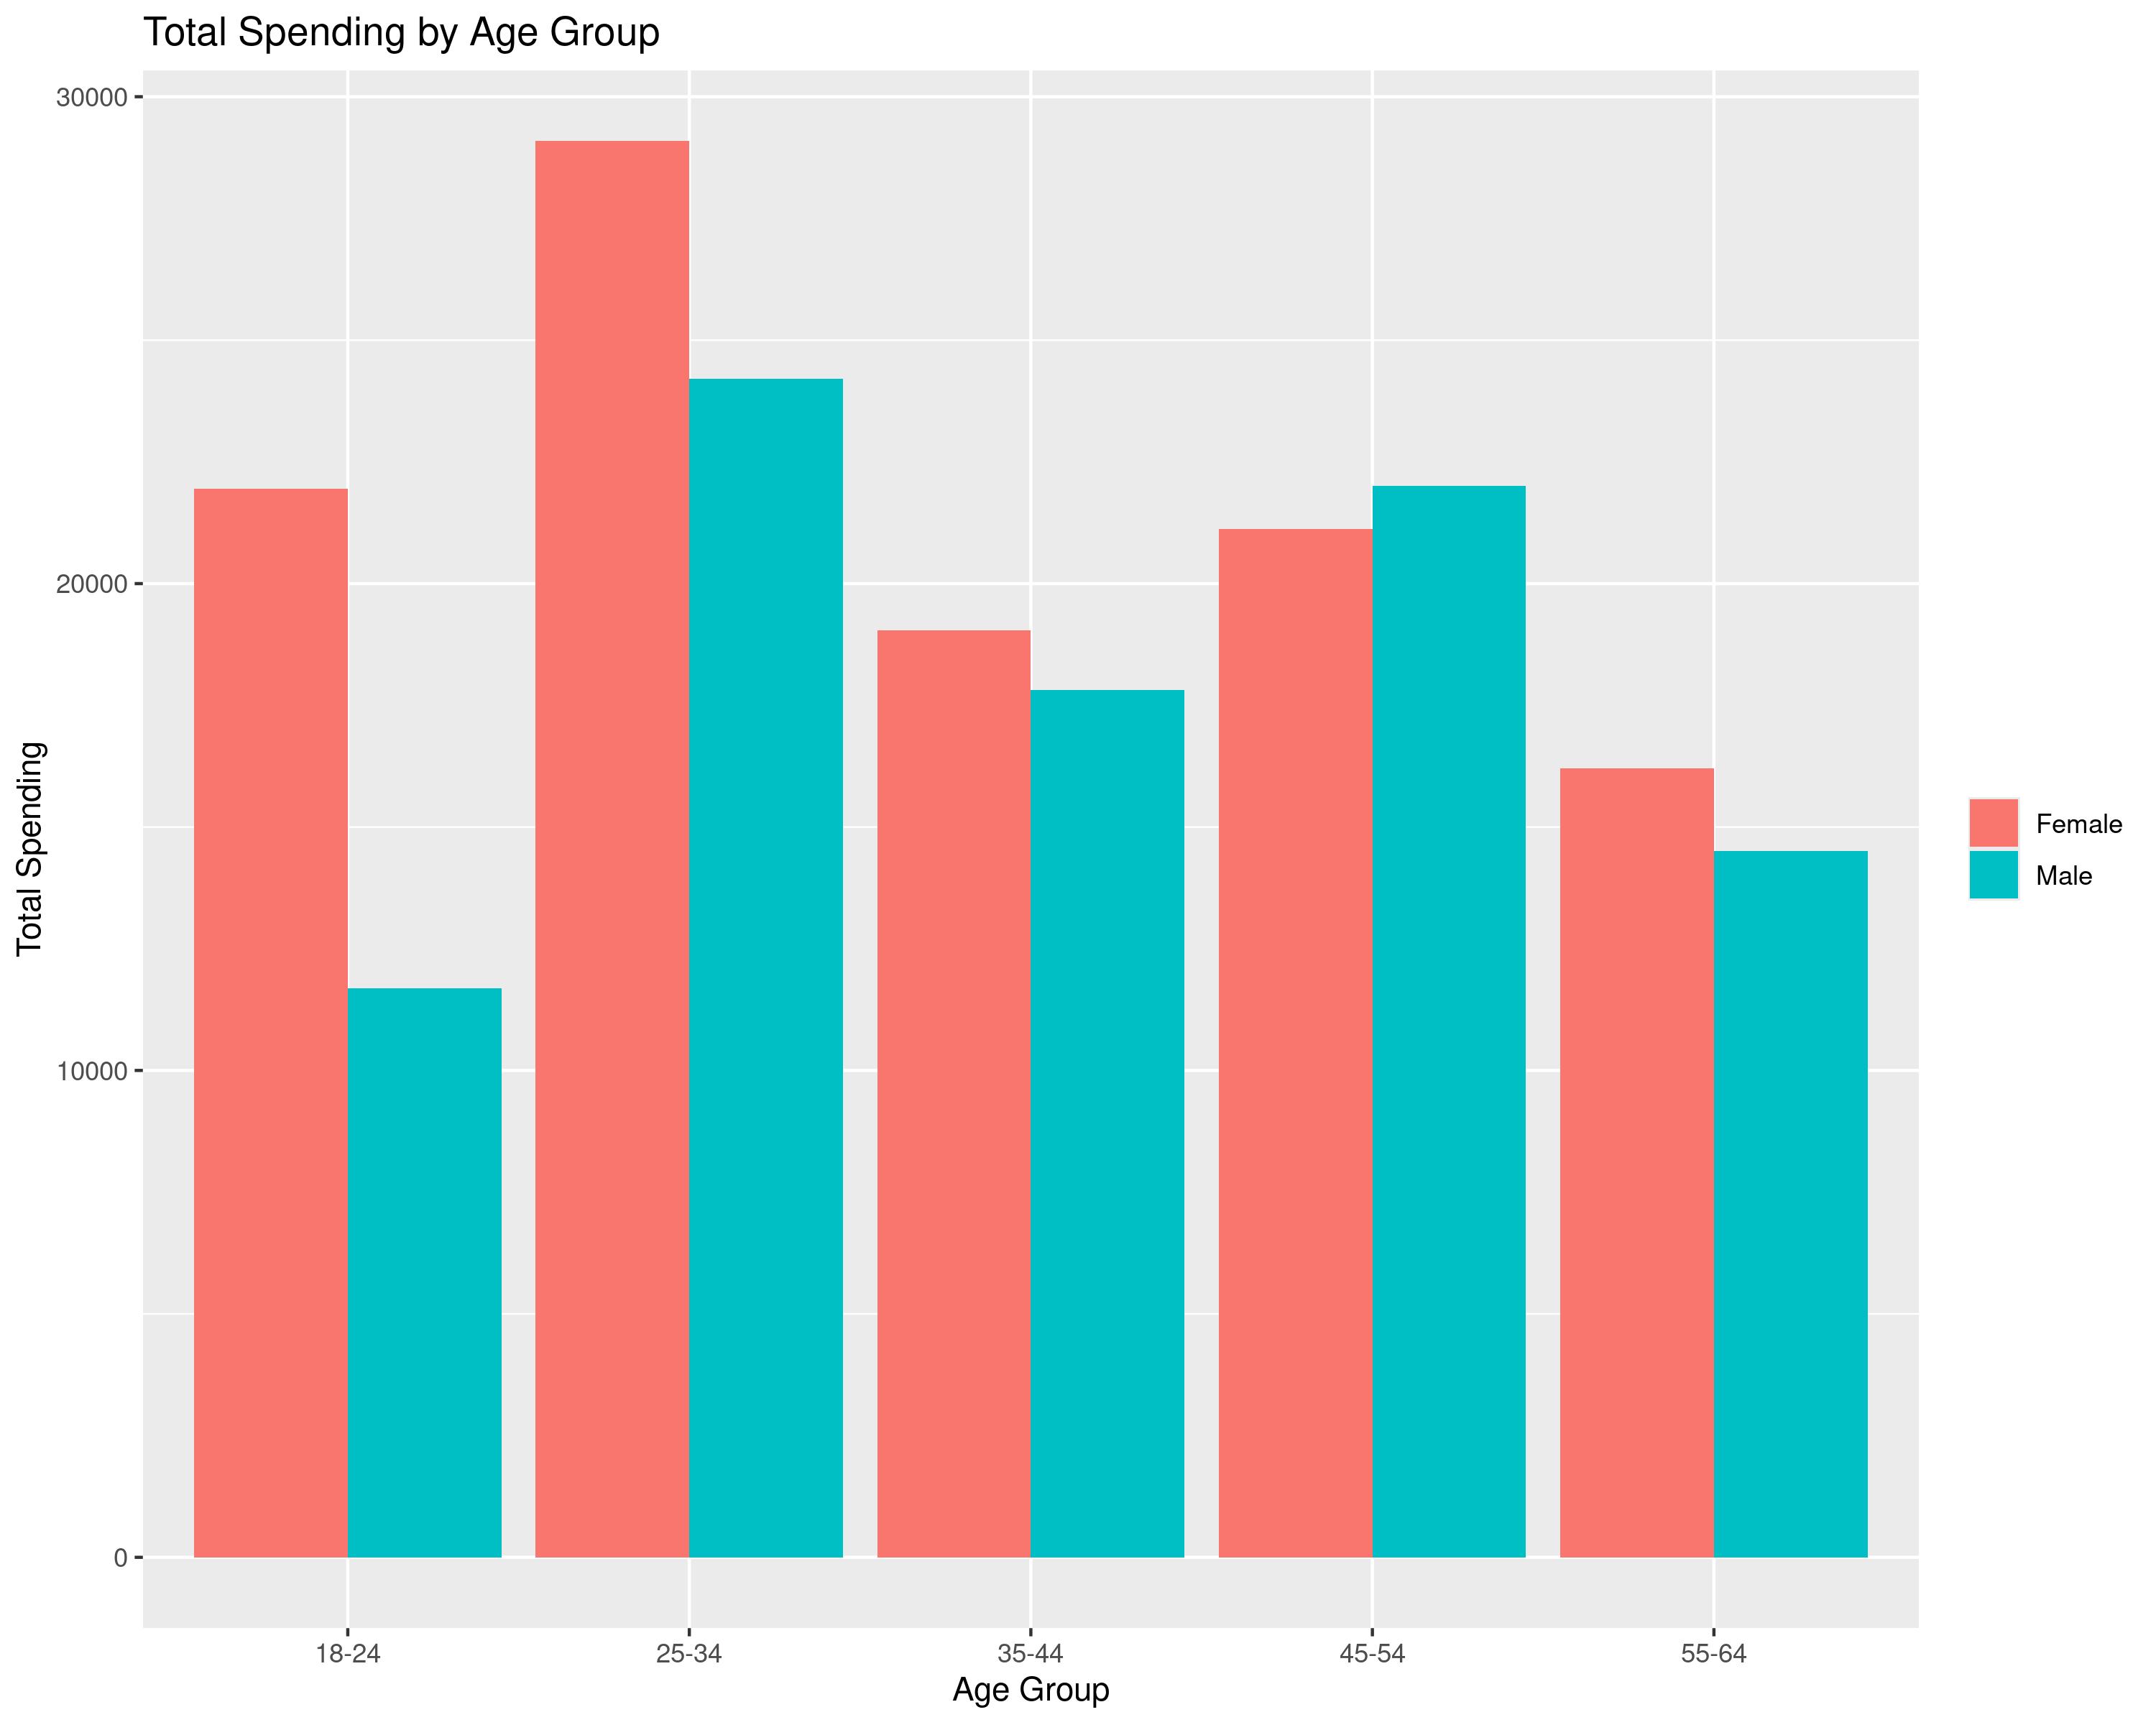 Total Spending by Age Group
Total Spending
30000
20000
10000
0
18-24
25-34
35-44
45-54
55-64
Age Group
Female
Male